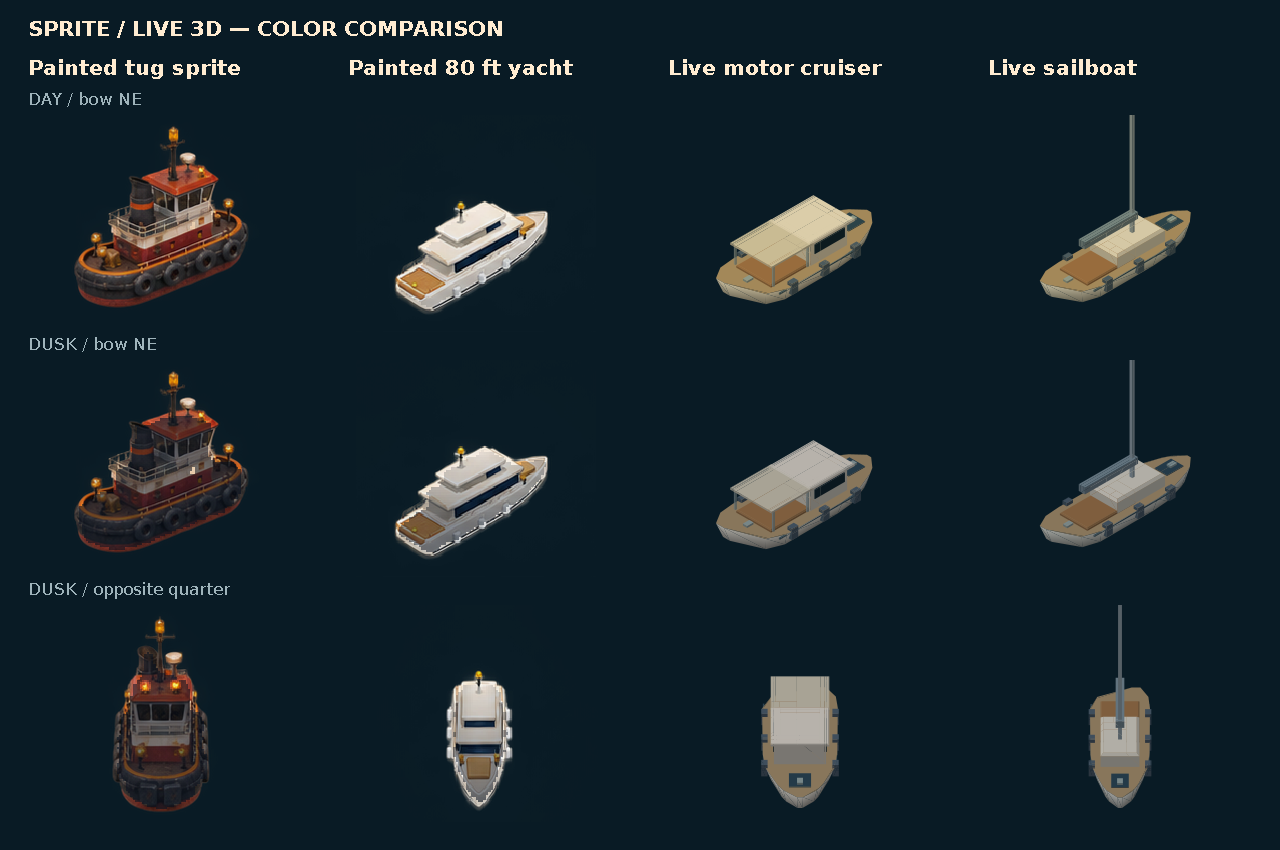 SPRITE / LIVE 3D — COLOR COMPARISON
Painted tug sprite
Painted 80 ft yacht
Live motor cruiser
Live sailboat
DAY / bow NE
DUSK / bow NE
DUSK / opposite quarter